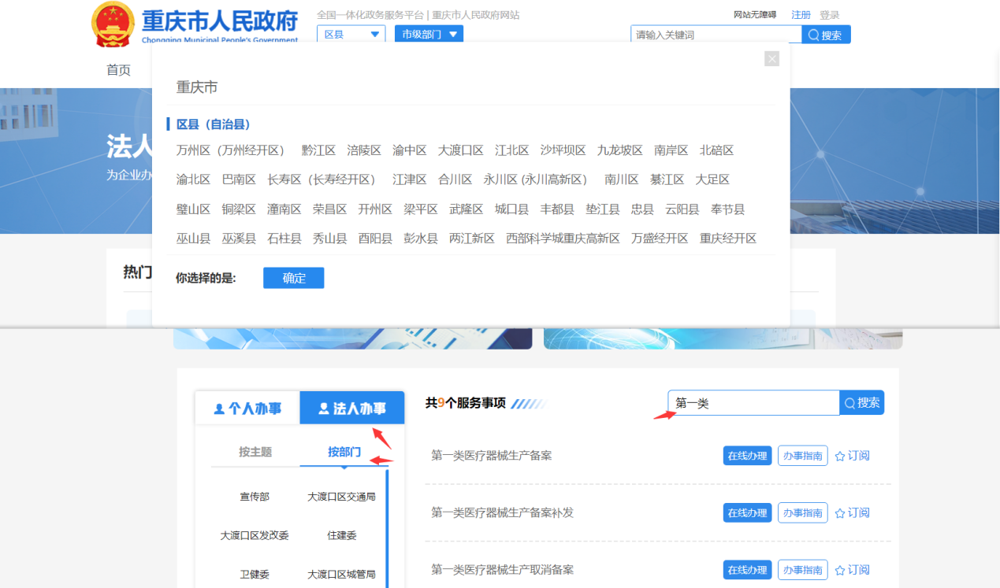 重庆市人民政府
Chongqing Municipal People's Government
全国一体化政务服务平台 | 重庆市人民政府网站
网站无障碍 注册 登录
区县 市级部门
请输入关键词 搜索
首页
重庆市
区县（自治县）
万州区（万州经开区） 黔江区 涪陵区 渝中区 大渡口区 江北区 沙坪坝区 九龙坡区 南岸区 北碚区
渝北区 巴南区 长寿区（长寿经开区） 江津区 合川区 永川区 (永川高新区） 南川区 綦江区 大足区
璧山区 铜梁区 潼南区 荣昌区 开州区 梁平区 武隆区 城口县 丰都县 垫江县 忠县 云阳县 奉节县
巫山县 巫溪县 石柱县 秀山县 酉阳县 彭水县 两江新区 西部科学城重庆高新区 万盛经开区 重庆经开区
你选择的是: 确定
法人
为企业办
热门
个人办事 法人办事
共9个服务事项
第一类 搜索
按主题 按部门
第一类医疗器械生产备案 在线办理 办事指南 订阅
宣传部 大渡口区交通局
第一类医疗器械生产备案补发 在线办理 办事指南 订阅
大渡口区发改委 住建委
第一类医疗器械生产取消备案 在线办理 办事指南 订阅
卫健委 大渡口区城管局